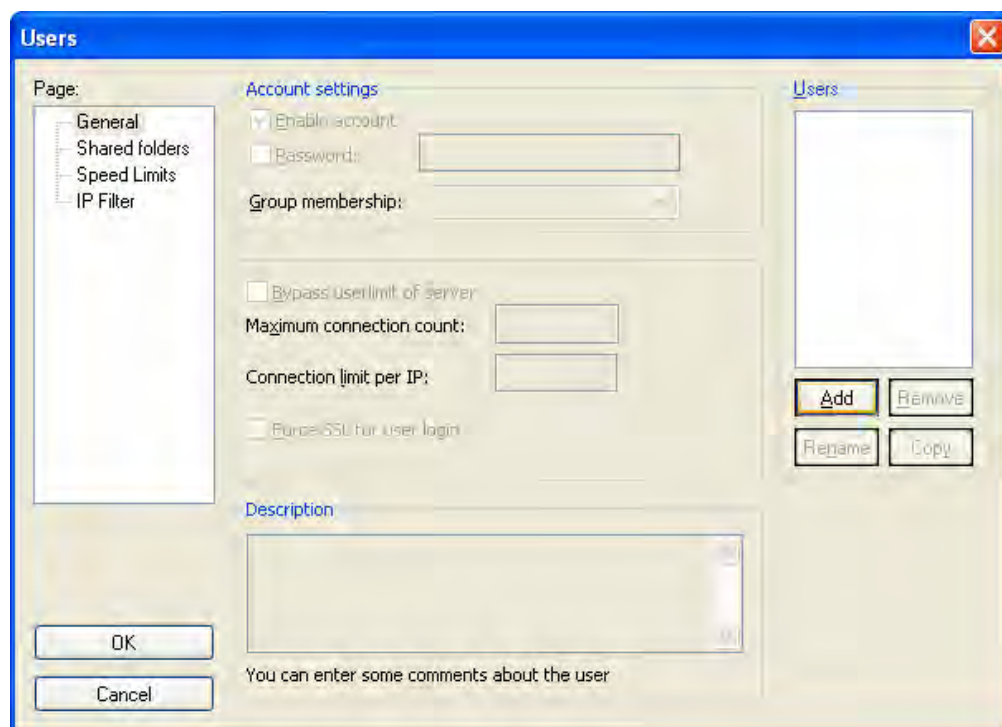 Users
Page:
General
Shared folders
Speed Limits
IP Filter
OK
Cancel
Account settings
Enable account
Password:
Group membership:
Bypass userlimit of server
Maximum connection count:
Connection limit per IP:
Force SSL for user login
Description
You can enter some comments about the user
Users
Add Remove
Rename Copy